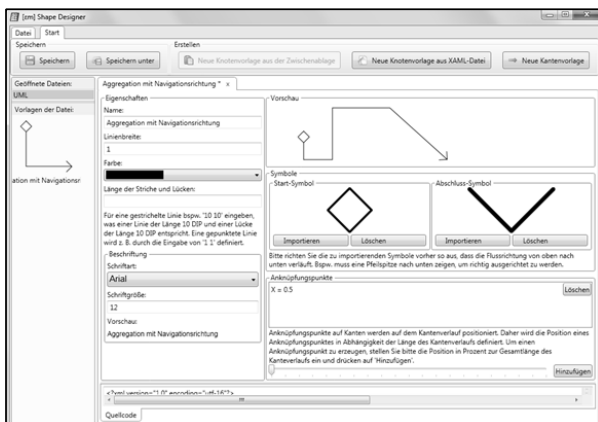 [sm] Shape Designer
Datei Start
Speichern Erstellen
Speichern Speichern unter Neue Knotenvorlage aus der Zwischenablage Neue Knotenvorlage aus XAML-Datei Neue Kantenvorlage
Geöffnete Dateien:
UML
Vorlagen der Datei:
ation mit Navigationsr
Aggregation mit Navigationsrichtung * x
Eigenschaften
Name:
Aggregation mit Navigationsrichtung
Linienbreite:
1
Farbe:
Länge der Striche und Lücken:
Für eine gestrichelte Linie bspw. '10 10' eingeben,
was einer Linie der Länge 10 DIP und einer Lücke
der Länge 10 DIP entspricht. Eine gepunktete Linie
wird z. B. durch die Eingabe von '1 1' definiert.
Beschriftung
Schriftart:
Arial
Schriftgröße:
12
Vorschau:
Aggregation mit Navigationsrichtung
Vorschau
Symbole
Start-Symbol Abschluss-Symbol
Importieren Löschen Importieren Löschen
Bitte richten Sie die zu importierenden Symbole vorher so aus, dass die Flussrichtung von oben nach
unten verläuft. Bspw. muss eine Pfeilspitze nach unten zeigen, um richtig ausgerichtet zu werden.
Anknüpfungspunkte
X = 0.5 Löschen
Anknüpfungspunkte auf Kanten werden auf dem Kantenverlauf positioniert. Daher wird die Position eines
Anknüpfungspunktes in Abhängigkeit der Länge des Kantenverlaufs definiert. Um einen
Anknüpfungspunkt zu erzeugen, stellen Sie bitte die Position in Prozent zur Gesamtlänge des
Kanteverlaufs ein und drücken auf 'Hinzufügen'.
Hinzufügen
<?xml version="1.0" encoding="utf-16"?>
Quellcode